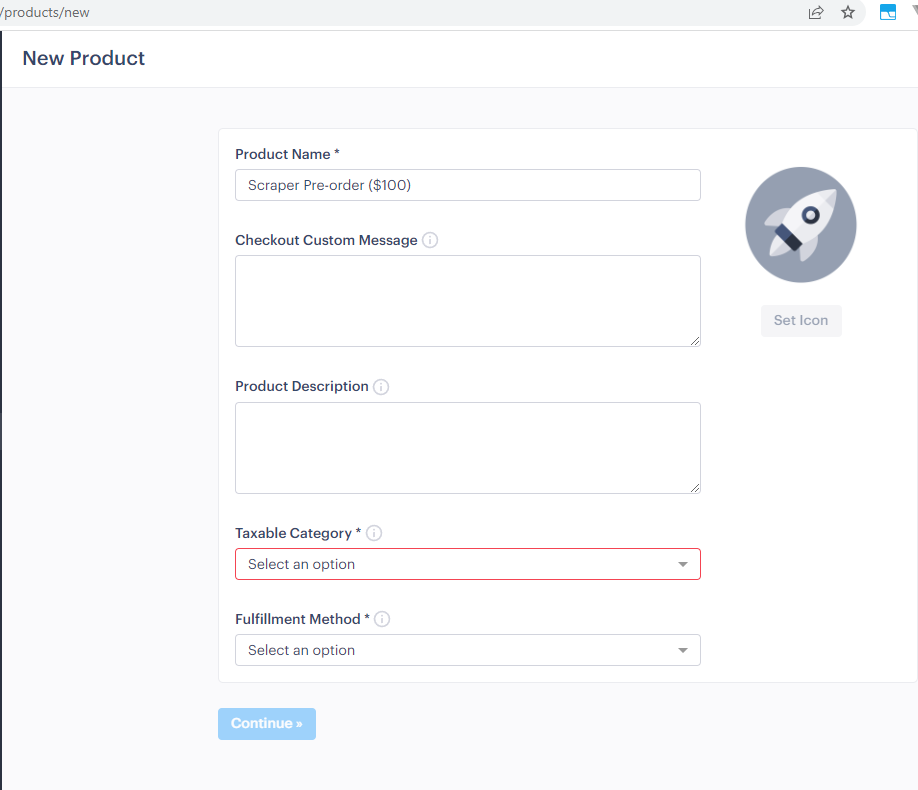 /products/new
New Product
Product Name *
Scraper Pre-order ($100)
Checkout Custom Message
Set Icon
Product Description
Taxable Category *
Select an option
Fulfillment Method *
Select an option
Continue »